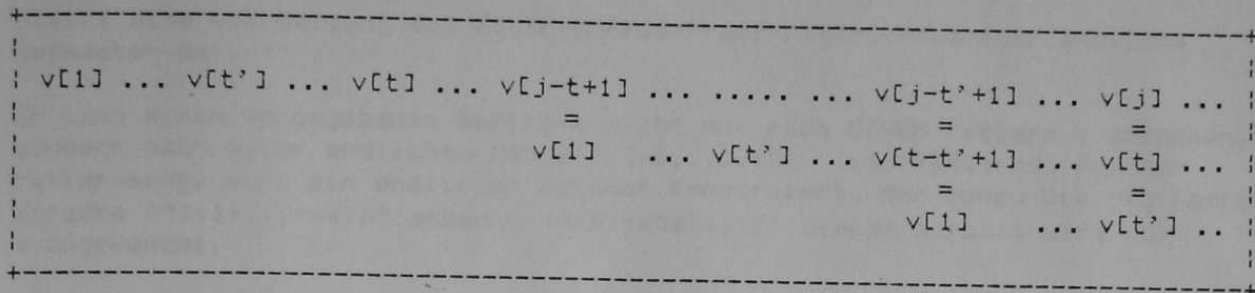 v[1] ... v[t'] ... v[t] ... v[j-t+1] ... ..... ... v[j-t'+1] ... v[j] ...
= = =
v[1] ... v[t'] ... v[t-t'+1] ... v[t] ...
= =
v[1] ... v[t'] ..